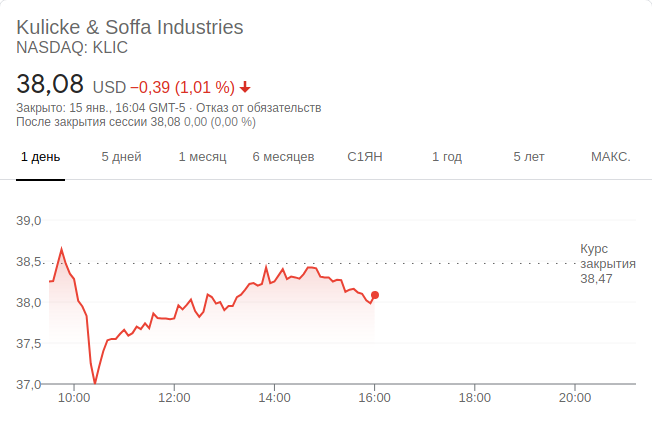 Kulicke & Soffa Industries
NASDAQ: KLIC
38,08 USD −0,39 (1,01 %)
Закрыто: 15 янв., 16:04 GMT-5 · Отказ от обязательств
После закрытия сессии 38,08 0,00 (0,00 %)
1 день 5 дней 1 месяц 6 месяцев С1ЯН 1 год 5 лет МАКС.
39,0
38,5
38,0
37,5
37,0
Курс
закрытия
38,47
10:00 12:00 14:00 16:00 18:00 20:00